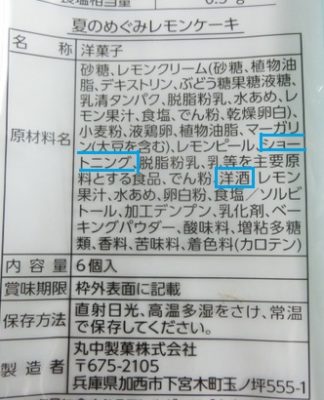 食塩相当量 0.3g
夏のめぐみレモンケーキ
名称 洋菓子
原材料名 砂糖、レモンクリーム(砂糖、植物油
脂、デキストリン、ぶどう糖果糖液糖、
乳清タンパク、脱脂粉乳、水あめ、レ
モン果汁、食塩、でん粉、乾燥卵白)、
小麦粉、液鶏卵、植物油脂、マーガリ
ン(大豆を含む)、レモンピール、ショー
トニング、脱脂粉乳、乳等を主要原
料とする食品、でん粉、洋酒、レモン
果汁、水あめ、卵白粉、食塩／ソルビ
トール、加工デンプン、乳化剤、ベー
キングパウダー、酸味料、増粘多糖
類、香料、苦味料、着色料(カロテン)
内容量 6個入
賞味期限 枠外表面に記載
保存方法 直射日光、高温多湿をさけ、常温
で保存してください。
製造者 丸中製菓株式会社
〒675-2105
兵庫県加西市下宮木町玉ノ坪555-1